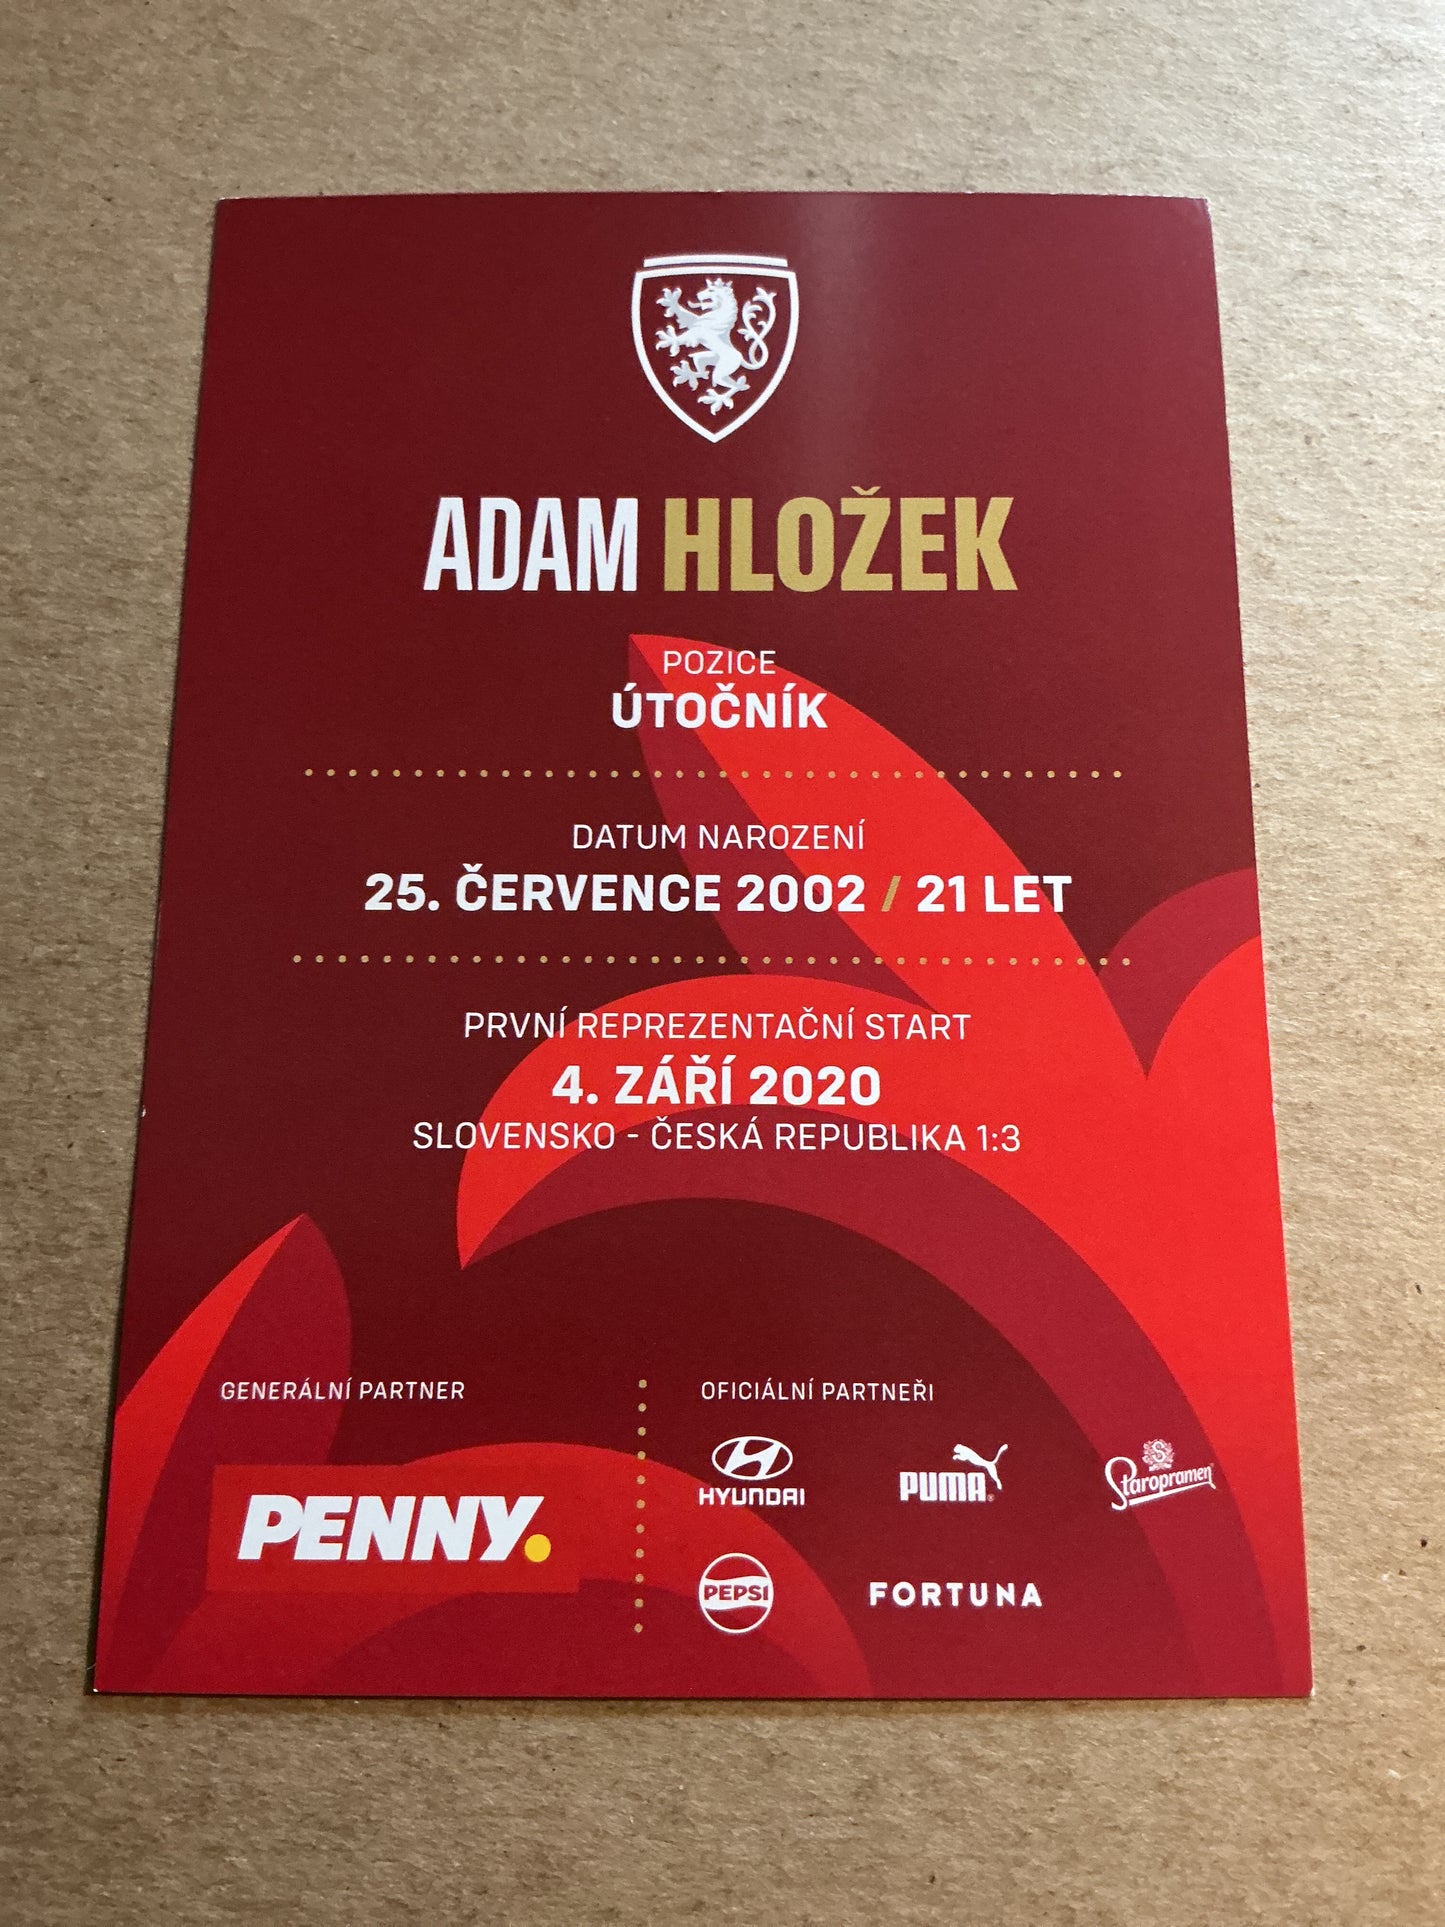 ADAM HLOŽEK
POZICE
ÚTOČNÍK
DATUM NAROZENÍ
25. ČERVENCE 2002 / 21 LET
PRVNÍ REPREZENTAČNÍ START
4. ZÁŘÍ 2020
SLOVENSKO - ČESKÁ REPUBLIKA 1:3
GENERÁLNÍ PARTNER
PENNY.
OFICIÁLNÍ PARTNEŘI
HYUNDAI
PUMA
Staropramen
PEPSI
FORTUNA